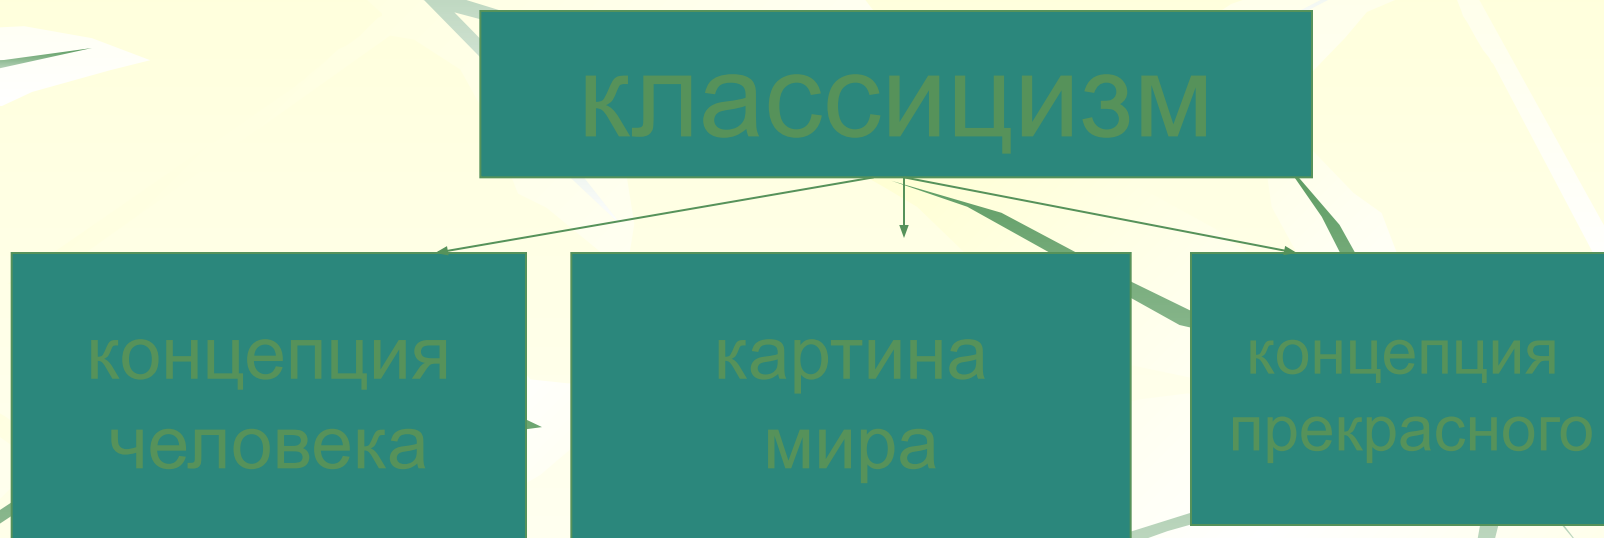 классицизм
концепция
человека
картина
мира
концепция
прекрасного